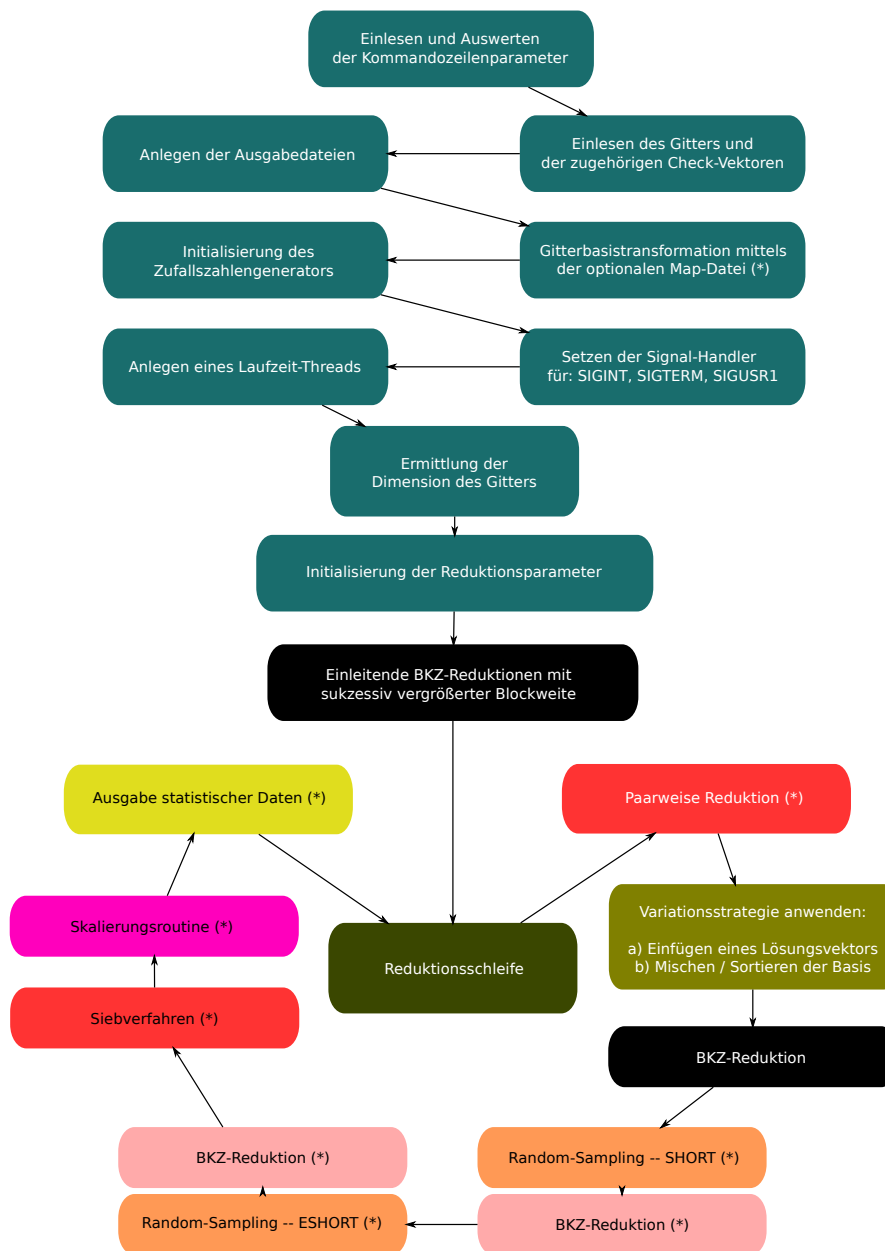 Einlesen und Auswerten
der Kommandozeilenparameter
Einlesen des Gitters und
der zugehörigen Check-Vektoren
Anlegen der Ausgabedateien
Gitterbasistransformation mittels
der optionalen Map-Datei (*)
Initialisierung des
Zufallszahlengenerators
Setzen der Signal-Handler
für: SIGINT, SIGTERM, SIGUSR1
Anlegen eines Laufzeit-Threads
Ermittlung der
Dimension des Gitters
Initialisierung der Reduktionsparameter
Einleitende BKZ-Reduktionen mit
sukzessiv vergrößerter Blockweite
Reduktionsschleife
Paarweise Reduktion (*)
Variationsstrategie anwenden:
a) Einfügen eines Lösungsvektors
b) Mischen / Sortieren der Basis
BKZ-Reduktion
Random-Sampling -- SHORT (*)
BKZ-Reduktion (*)
Random-Sampling -- ESHORT (*)
BKZ-Reduktion (*)
Siebverfahren (*)
Skalierungsroutine (*)
Ausgabe statistischer Daten (*)